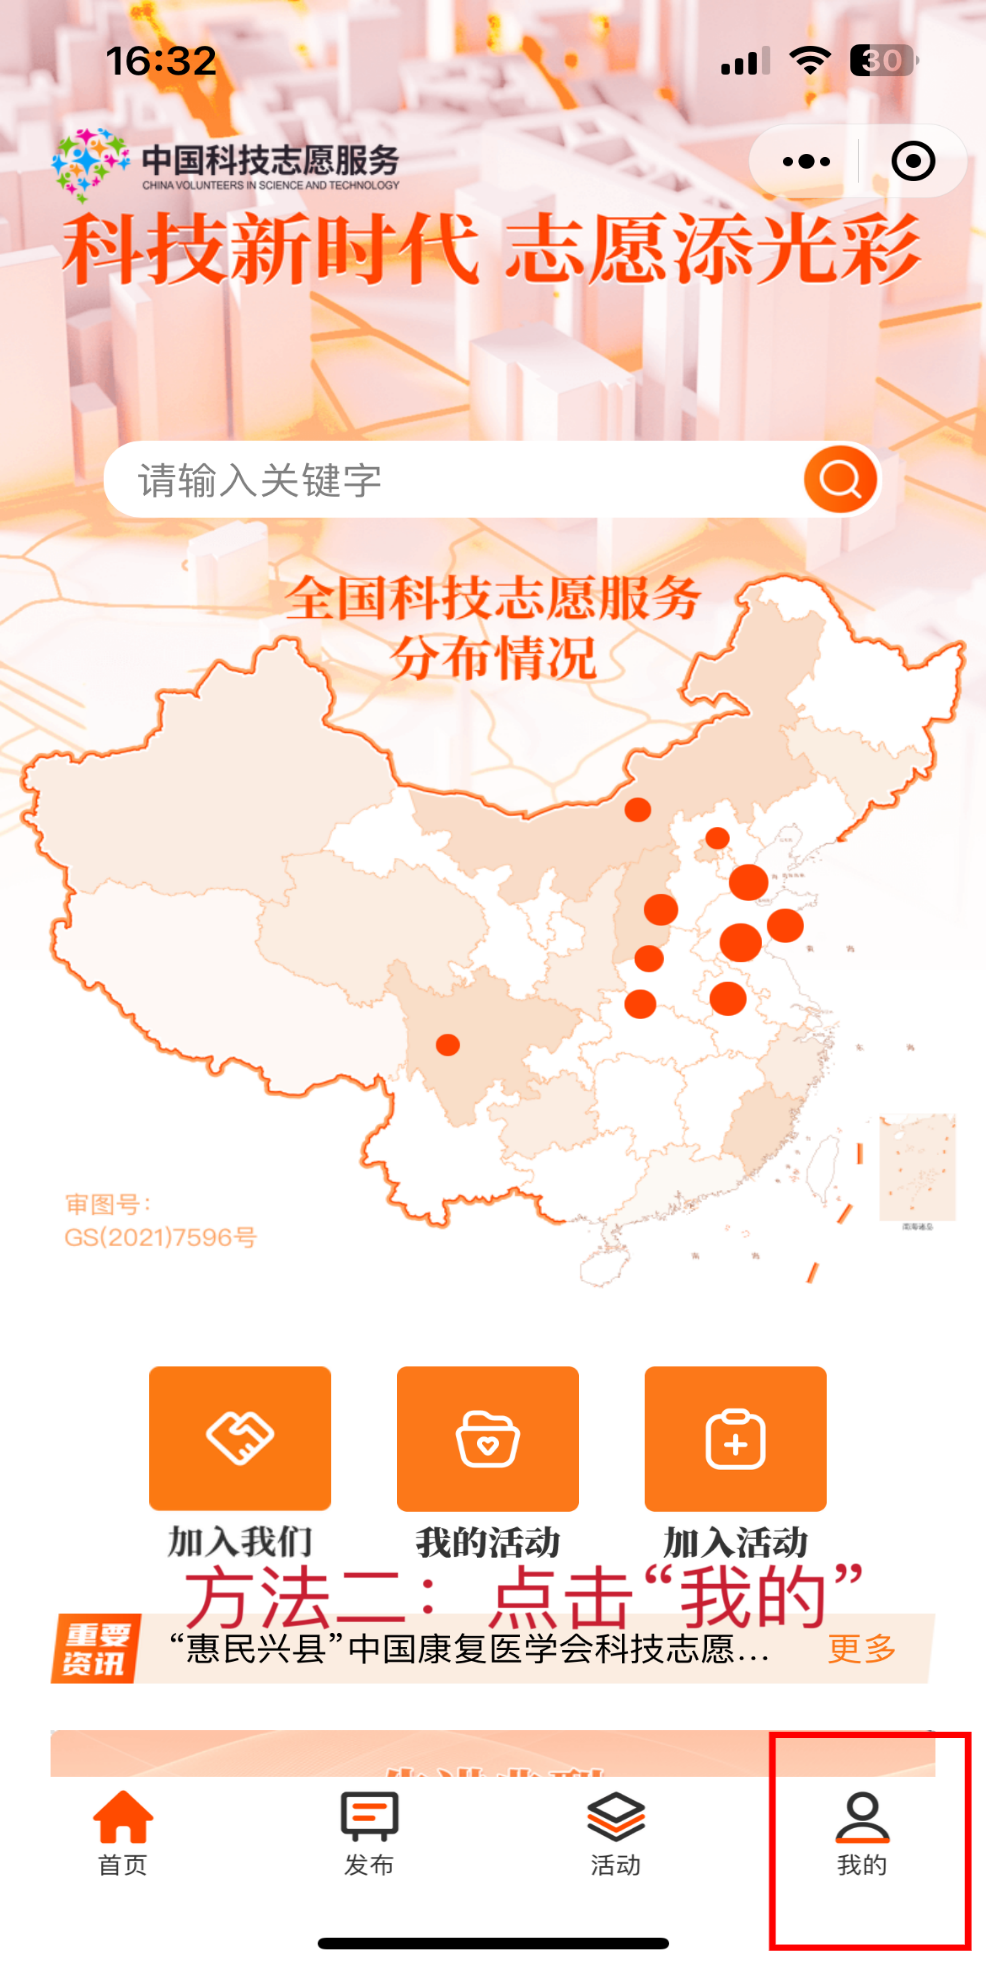 16:32
30
中国科技志愿服务
CHINA VOLUNTEERS IN SCIENCE AND TECHNOLOGY
科技新时代 志愿添光彩
请输入关键字
全国科技志愿服务
分布情况
审图号：
GS(2021)7596号
南海诸岛
加入我们
我的活动
加入活动
方法二：点击“我的”
重要
资讯
“惠民兴县”中国康复医学会科技志愿...
更多
首页
发布
活动
我的